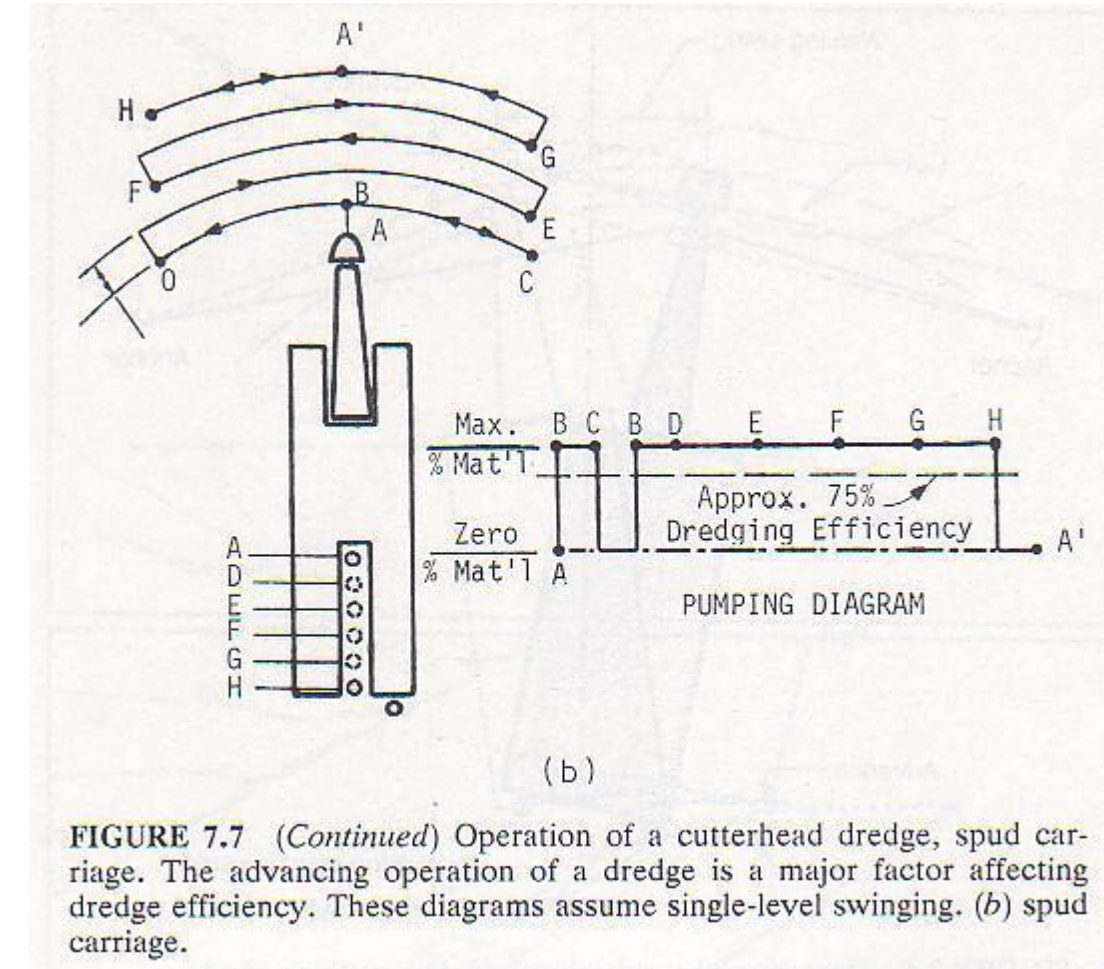 A'
H
G
F
B
A
E
O
C
Max.
% Mat'l
B C B D E F G H
Approx. 75%
Dredging Efficiency
Zero
% Mat'l
A
A'
PUMPING DIAGRAM
A
D
E
F
G
H
(b)
FIGURE 7.7 (Continued) Operation of a cutterhead dredge, spud car-
riage. The advancing operation of a dredge is a major factor affecting
dredge efficiency. These diagrams assume single-level swinging. (b) spud
carriage.